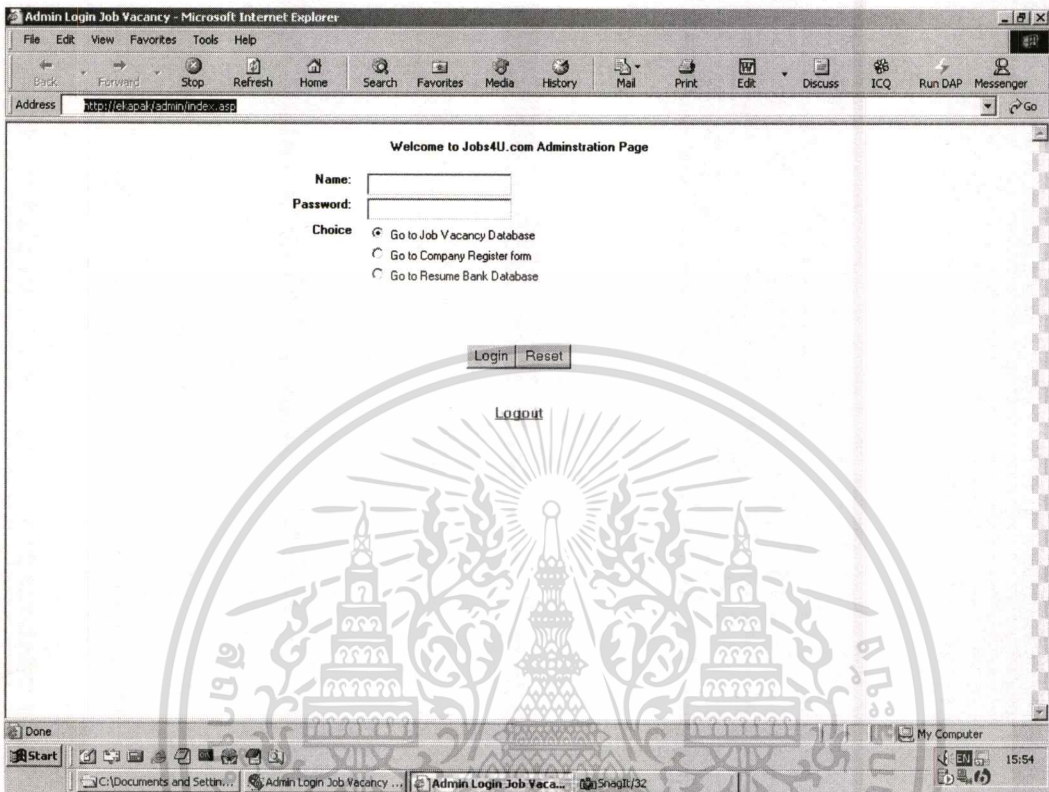 Admin Login Job Vacancy - Microsoft Internet Explorer
File Edit View Favorites Tools Help
Back Forward Stop Refresh Home Search Favorites Media History Mail Print Edit Discuss ICQ Run DAP Messenger
Address http://ekapak/admin/index.asp Go
Welcome to Jobs4U.com Adminstration Page
Name:
Password:
Choice Go to Job Vacancy Database
Go to Company Register form
Go to Resume Bank Database
Login Reset
Logout
Done My Computer
Start EN 15:54
C:\Documents and Settin... Admin Login Job Vacancy ... Admin Login Job Vaca... SnagIt/32